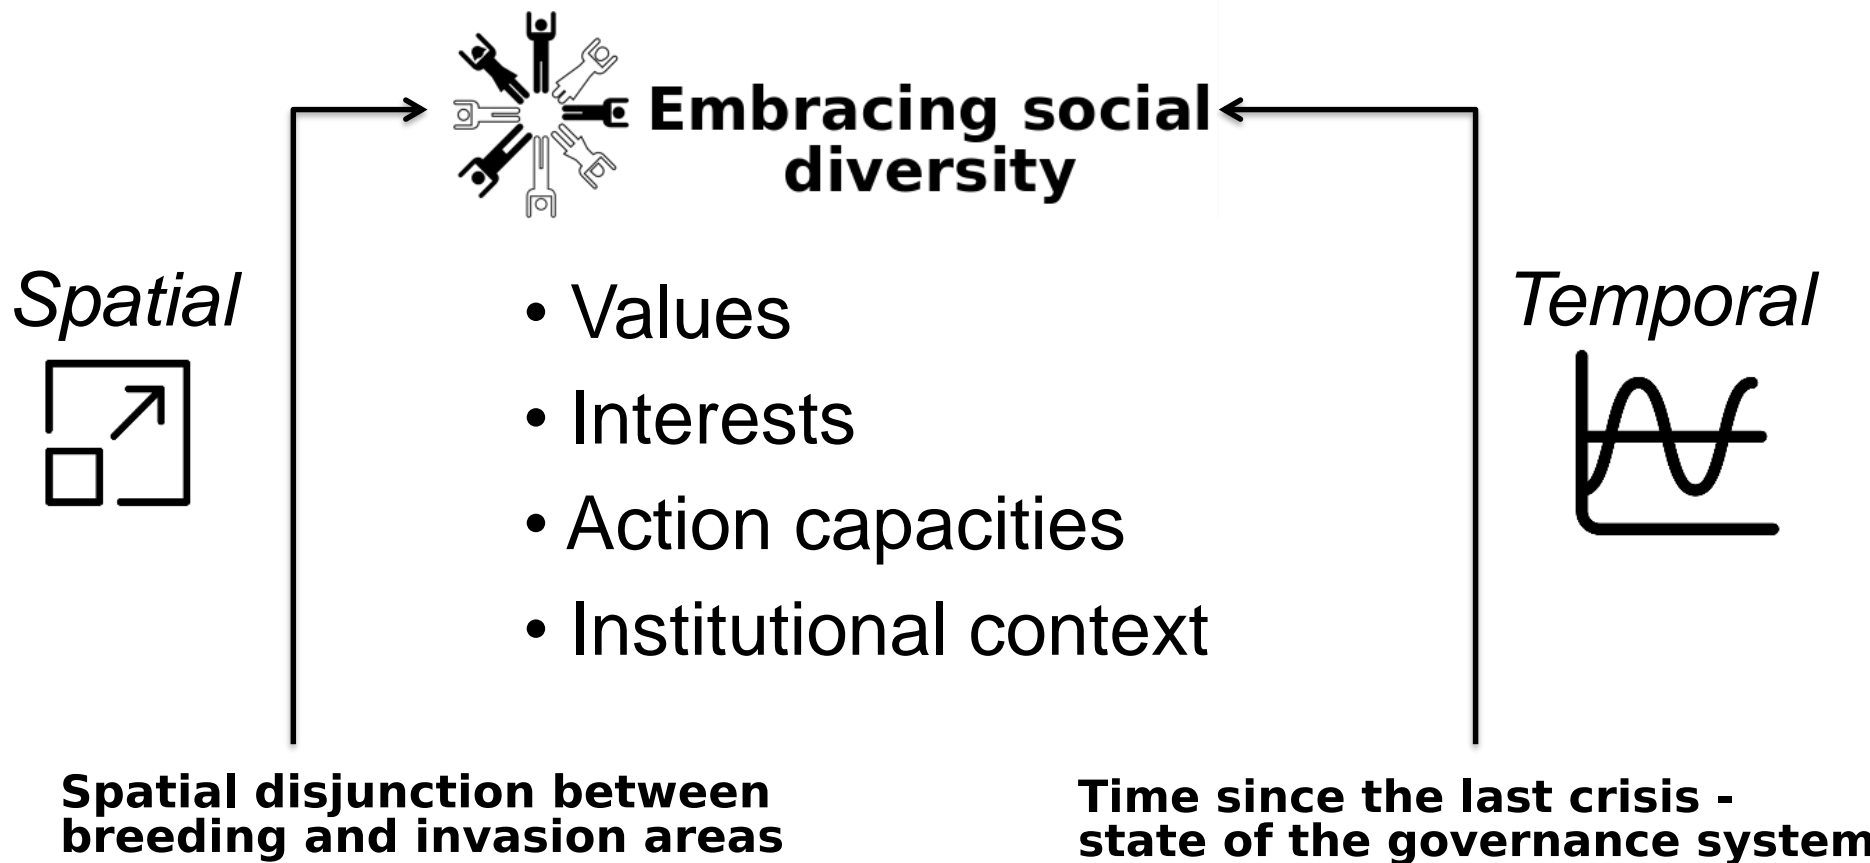 Embracing social
diversity
Spatial
Temporal
• Values
• Interests
• Action capacities
• Institutional context
Spatial disjunction between
breeding and invasion areas
Time since the last crisis -
state of the governance system